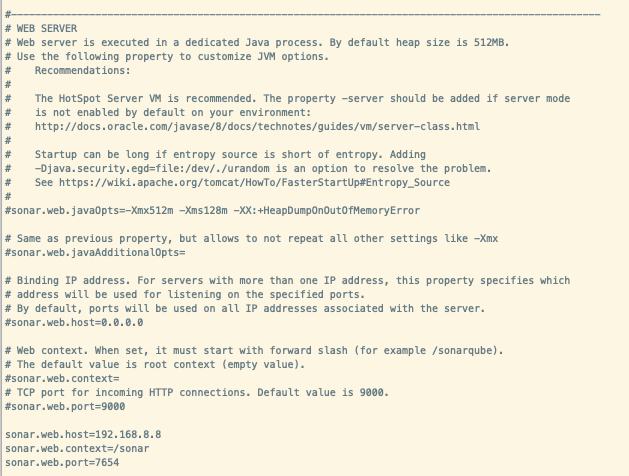 #--------------------------------------------------------------------------------------------------
# WEB SERVER
# Web server is executed in a dedicated Java process. By default heap size is 512MB.
# Use the following property to customize JVM options.
#    Recommendations:
#
#    The HotSpot Server VM is recommended. The property -server should be added if server mode
#    is not enabled by default on your environment:
#    http://docs.oracle.com/javase/8/docs/technotes/guides/vm/server-class.html
#
#    Startup can be long if entropy source is short of entropy. Adding
#    -Djava.security.egd=file:/dev/./urandom is an option to resolve the problem.
#    See https://wiki.apache.org/tomcat/HowTo/FasterStartUp#Entropy_Source
#
#sonar.web.javaOpts=-Xmx512m -Xms128m -XX:+HeapDumpOnOutOfMemoryError

# Same as previous property, but allows to not repeat all other settings like -Xmx
#sonar.web.javaAdditionalOpts=

# Binding IP address. For servers with more than one IP address, this property specifies which
# address will be used for listening on the specified ports.
# By default, ports will be used on all IP addresses associated with the server.
#sonar.web.host=0.0.0.0

# Web context. When set, it must start with forward slash (for example /sonarqube).
# The default value is root context (empty value).
#sonar.web.context=
# TCP port for incoming HTTP connections. Default value is 9000.
#sonar.web.port=9000

sonar.web.host=192.168.8.8
sonar.web.context=/sonar
sonar.web.port=7654